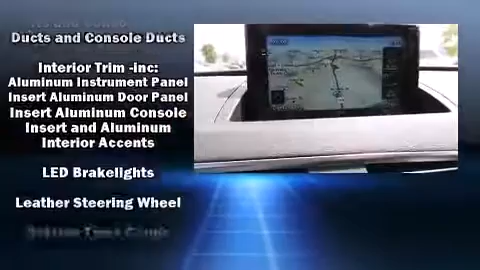 Ducts and Console Ducts
Interior Trim -inc:
Aluminum Instrument Panel
Insert Aluminum Door Panel
Insert Aluminum Console
Insert and Aluminum
Interior Accents
LED Brakelights
Leather Steering Wheel